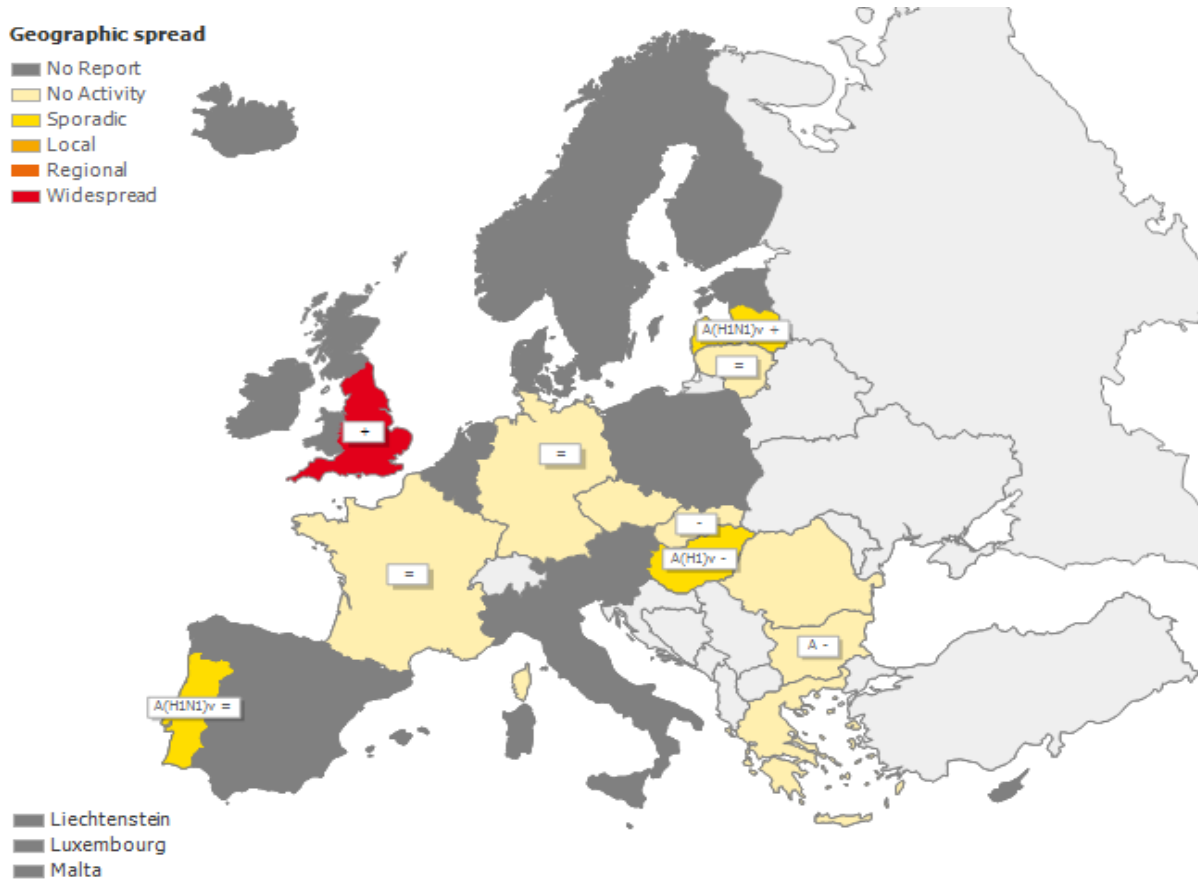 Geographic spread
No Report
No Activity
Sporadic
Local
Regional
Widespread
A(H1N1)v +
=
+
=
-
A(H1)v -
=
A -
A(H1N1)v =
Liechtenstein
Luxembourg
Malta